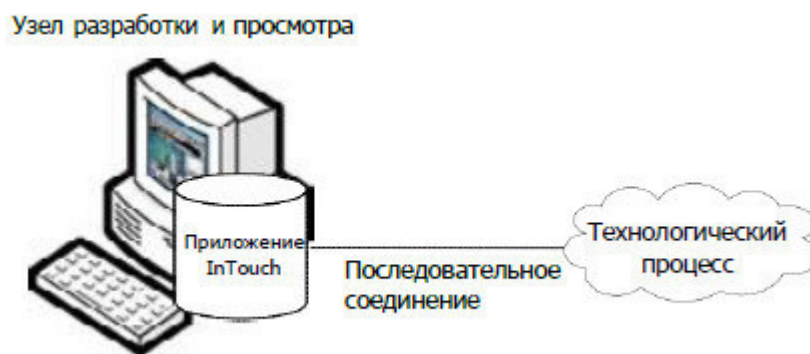 Узел разработки и просмотра
Приложение
InTouch
Последовательное
соединение
Технологический
процесс